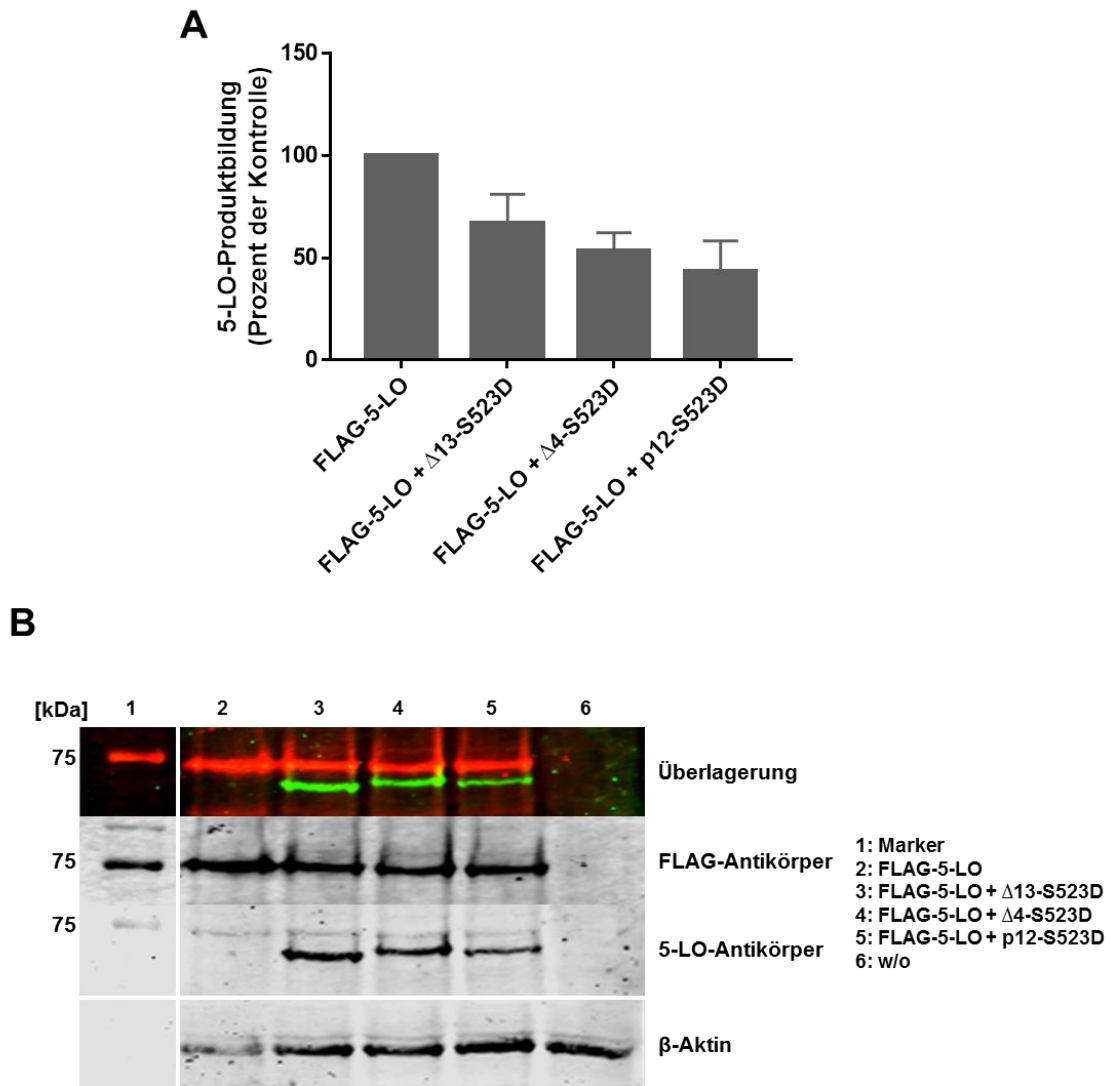 A
5-LO-Produktbildung
(Prozent der Kontrolle)
150
100
50
0
FLAG-5-LO
FLAG-5-LO + Δ13-S523D
FLAG-5-LO + Δ4-S523D
FLAG-5-LO + p12-S523D
B
[kDa] 1 2 3 4 5 6
75
Überlagerung
75
FLAG-Antikörper
75
5-LO-Antikörper
β-Aktin
1: Marker
2: FLAG-5-LO
3: FLAG-5-LO + Δ13-S523D
4: FLAG-5-LO + Δ4-S523D
5: FLAG-5-LO + p12-S523D
6: w/o